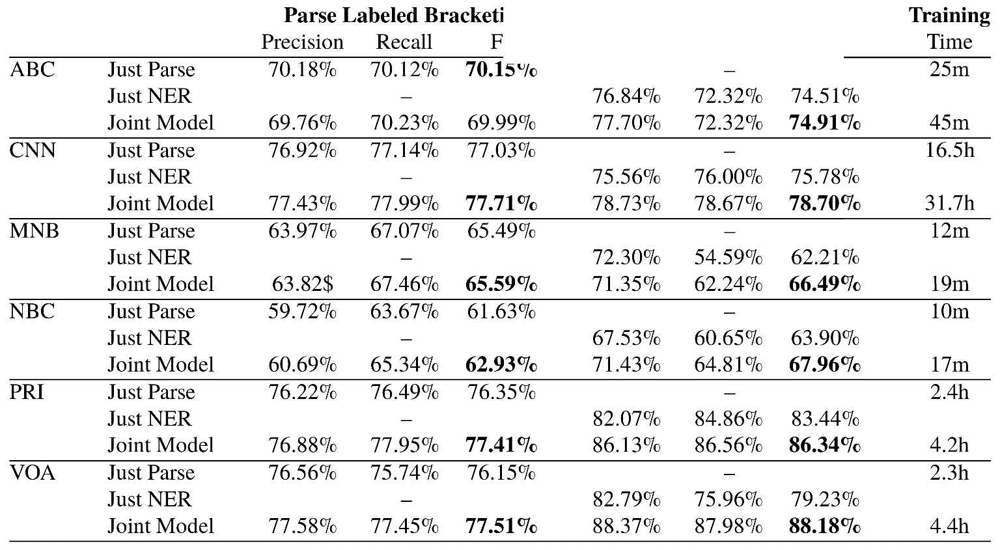 Parse Labeled Bracketi Training
Precision Recall F Time
ABC Just Parse 70.18% 70.12% 70.15% – 25m
Just NER – 76.84% 72.32% 74.51%
Joint Model 69.76% 70.23% 69.99% 77.70% 72.32% 74.91% 45m
CNN Just Parse 76.92% 77.14% 77.03% – 16.5h
Just NER – 75.56% 76.00% 75.78%
Joint Model 77.43% 77.99% 77.71% 78.73% 78.67% 78.70% 31.7h
MNB Just Parse 63.97% 67.07% 65.49% – 12m
Just NER – 72.30% 54.59% 62.21%
Joint Model 63.82$ 67.46% 65.59% 71.35% 62.24% 66.49% 19m
NBC Just Parse 59.72% 63.67% 61.63% – 10m
Just NER – 67.53% 60.65% 63.90%
Joint Model 60.69% 65.34% 62.93% 71.43% 64.81% 67.96% 17m
PRI Just Parse 76.22% 76.49% 76.35% – 2.4h
Just NER – 82.07% 84.86% 83.44%
Joint Model 76.88% 77.95% 77.41% 86.13% 86.56% 86.34% 4.2h
VOA Just Parse 76.56% 75.74% 76.15% – 2.3h
Just NER – 82.79% 75.96% 79.23%
Joint Model 77.58% 77.45% 77.51% 88.37% 87.98% 88.18% 4.4h